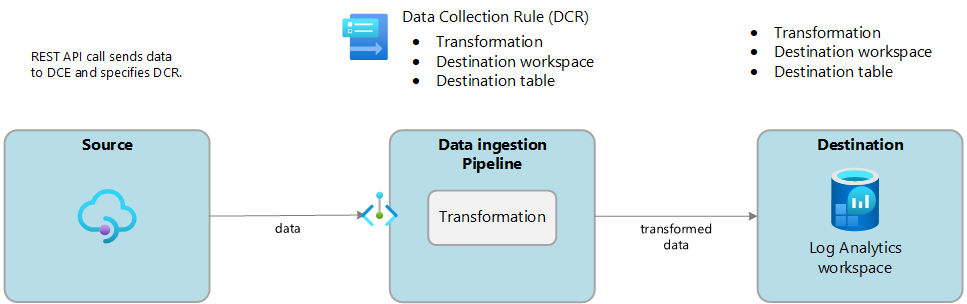 Data Collection Rule (DCR)
• Transformation
• Destination workspace
• Destination table
• Transformation
• Destination workspace
• Destination table
REST API call sends data
to DCE and specifies DCR.
Source
Data ingestion
Pipeline
Destination
Transformation
data
transformed
data
Log Analytics
workspace